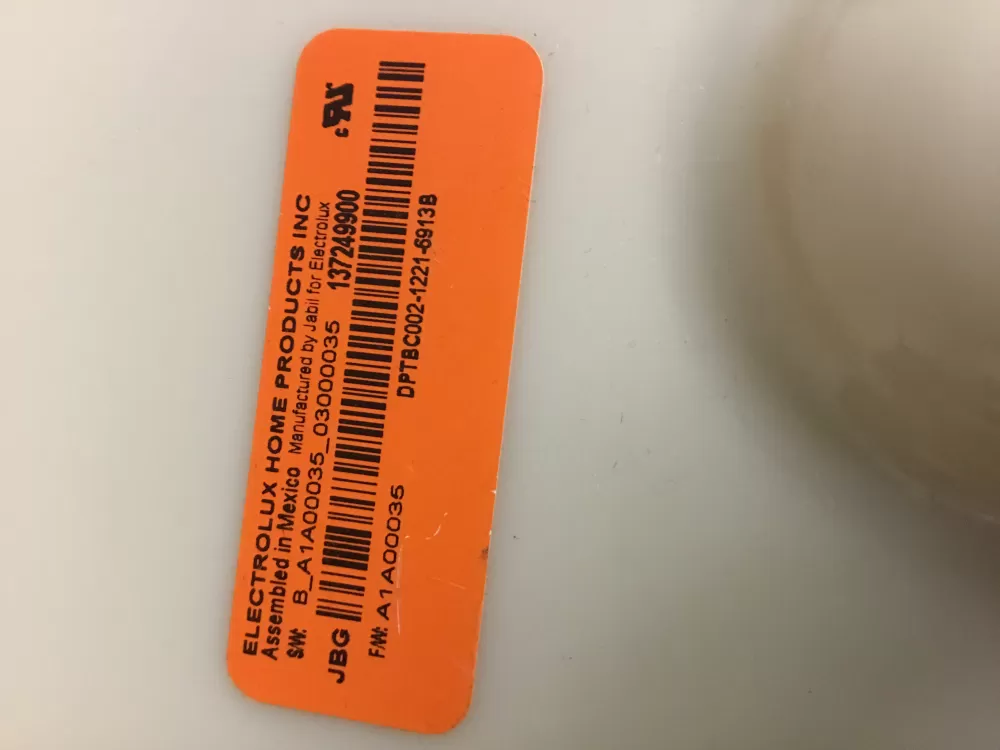 ELECTROLUX HOME PRODUCTS INC
Assembled in Mexico Manufactured by Jabil for Electrolux
S/W: B_A1A00035_03000035 137249900
JBG
DPTBC002-1221-6913B
F/W: A1A00035
c UR